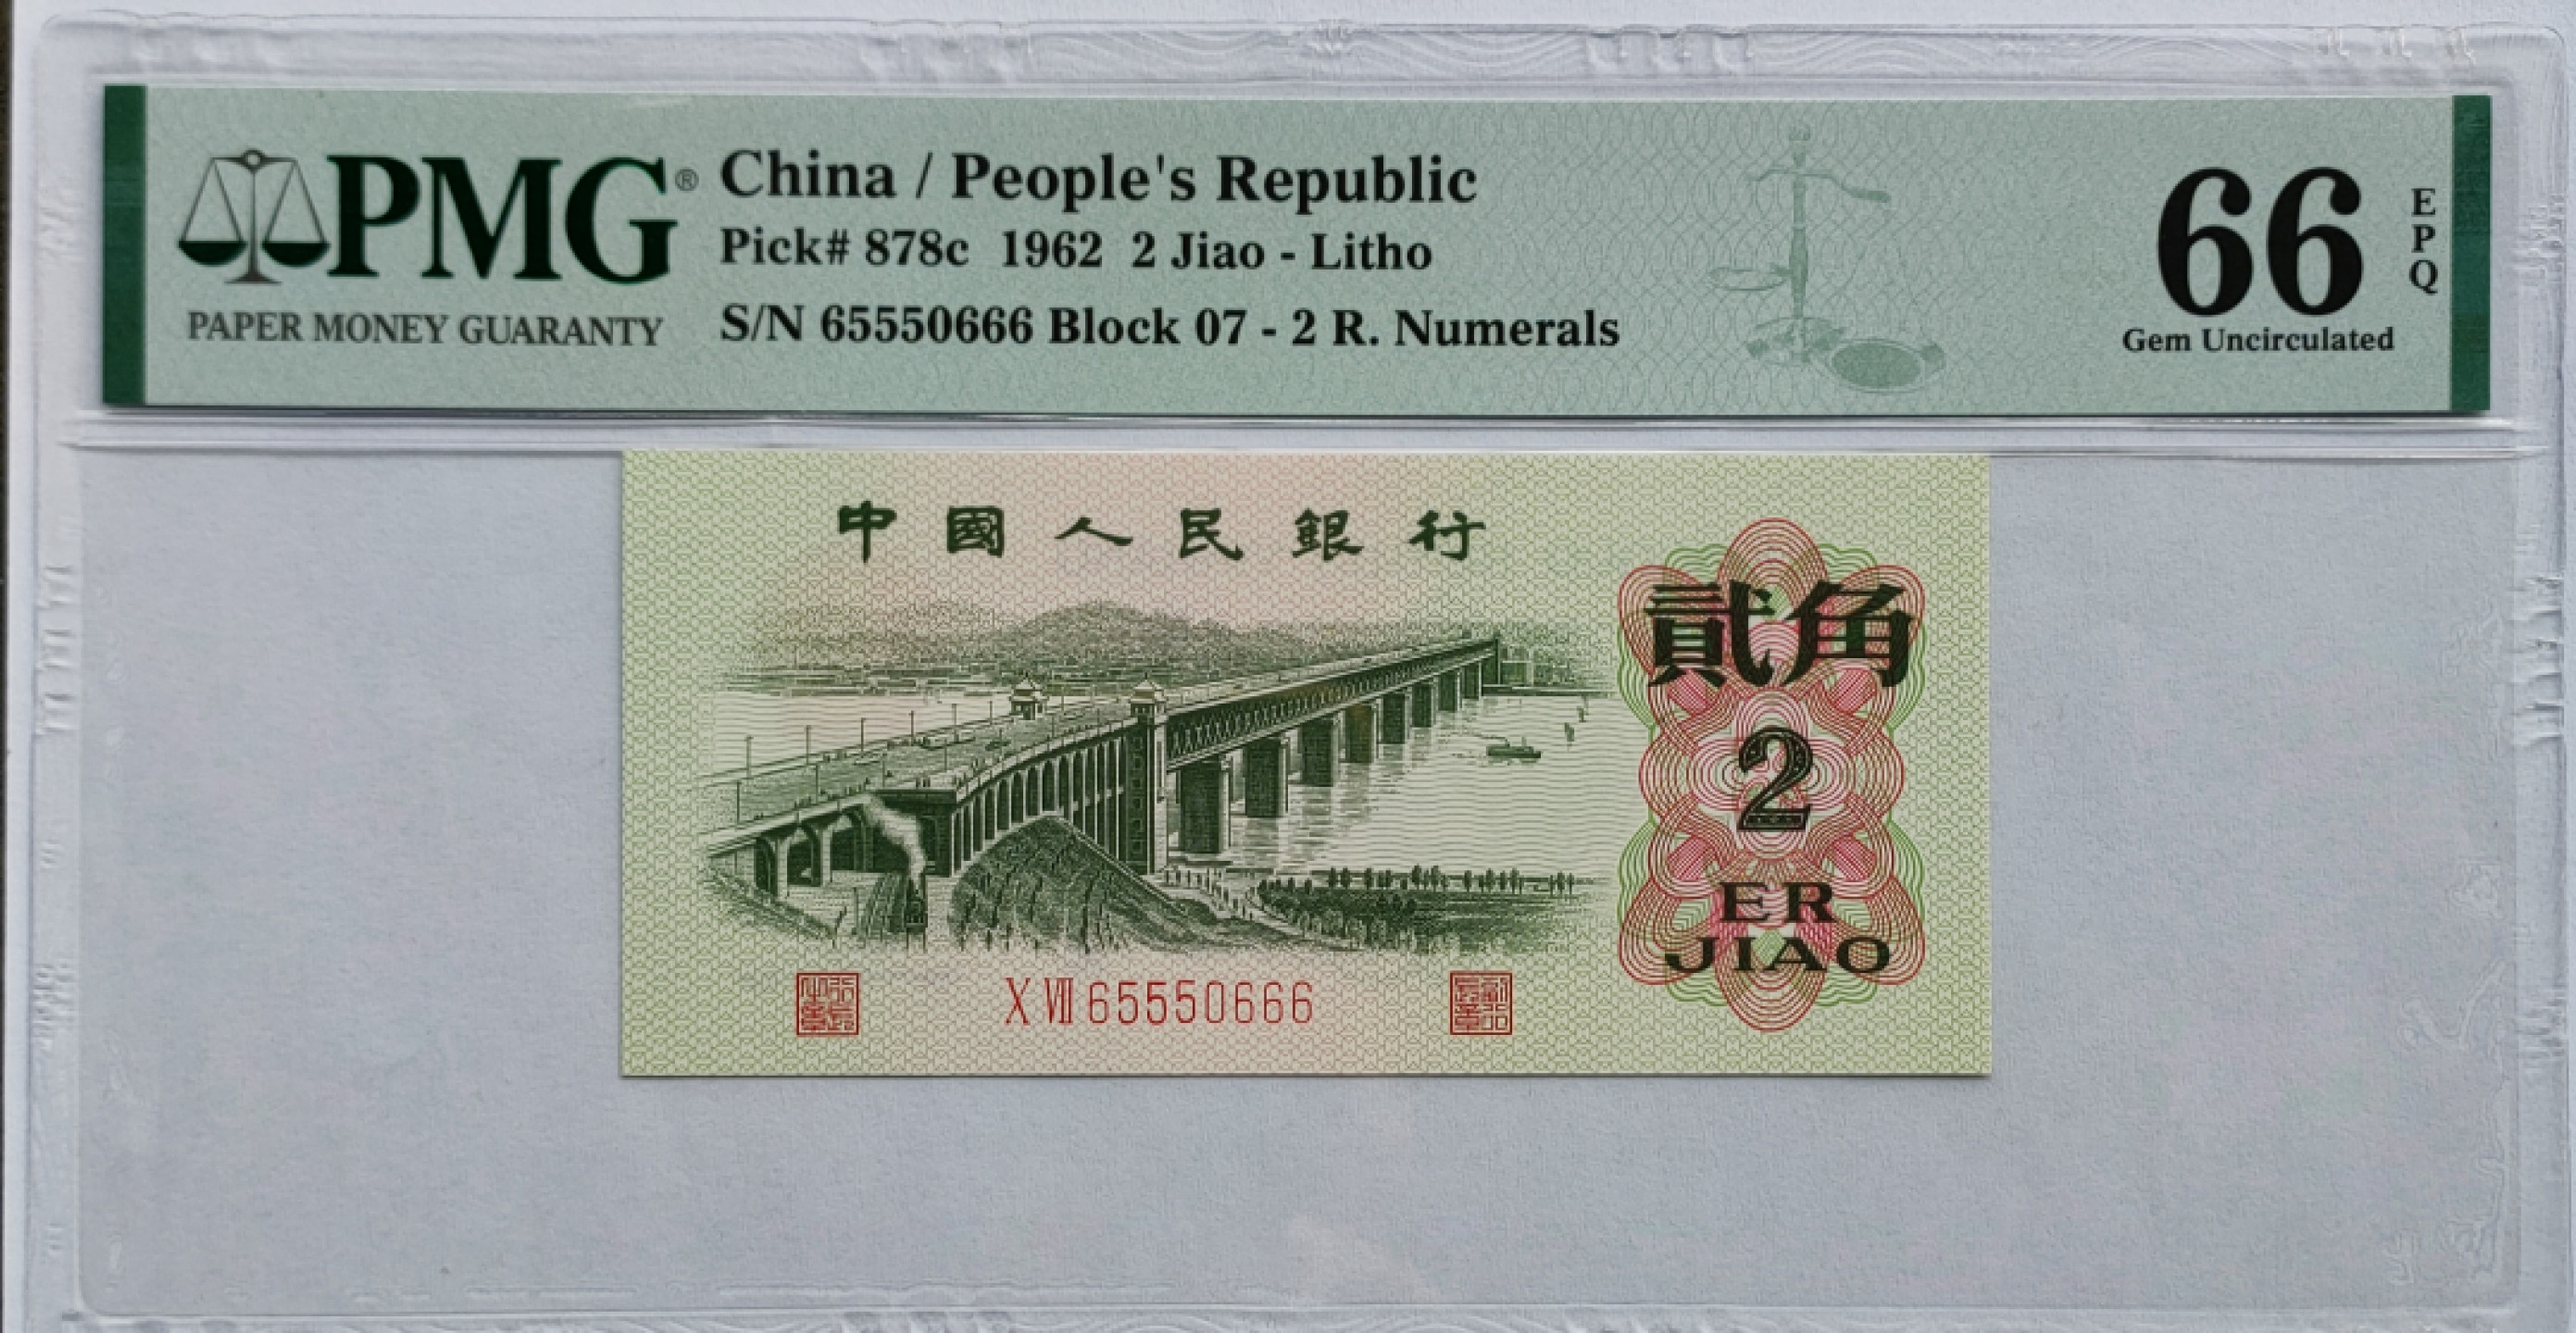 PMG®
PAPER MONEY GUARANTY
China / People's Republic
Pick# 878c 1962 2 Jiao - Litho
S/N 65550666 Block 07 - 2 R. Numerals
66
EPQ
Gem Uncirculated
中國人民銀行
貳角
2
ER
JIAO
X VII 65550666